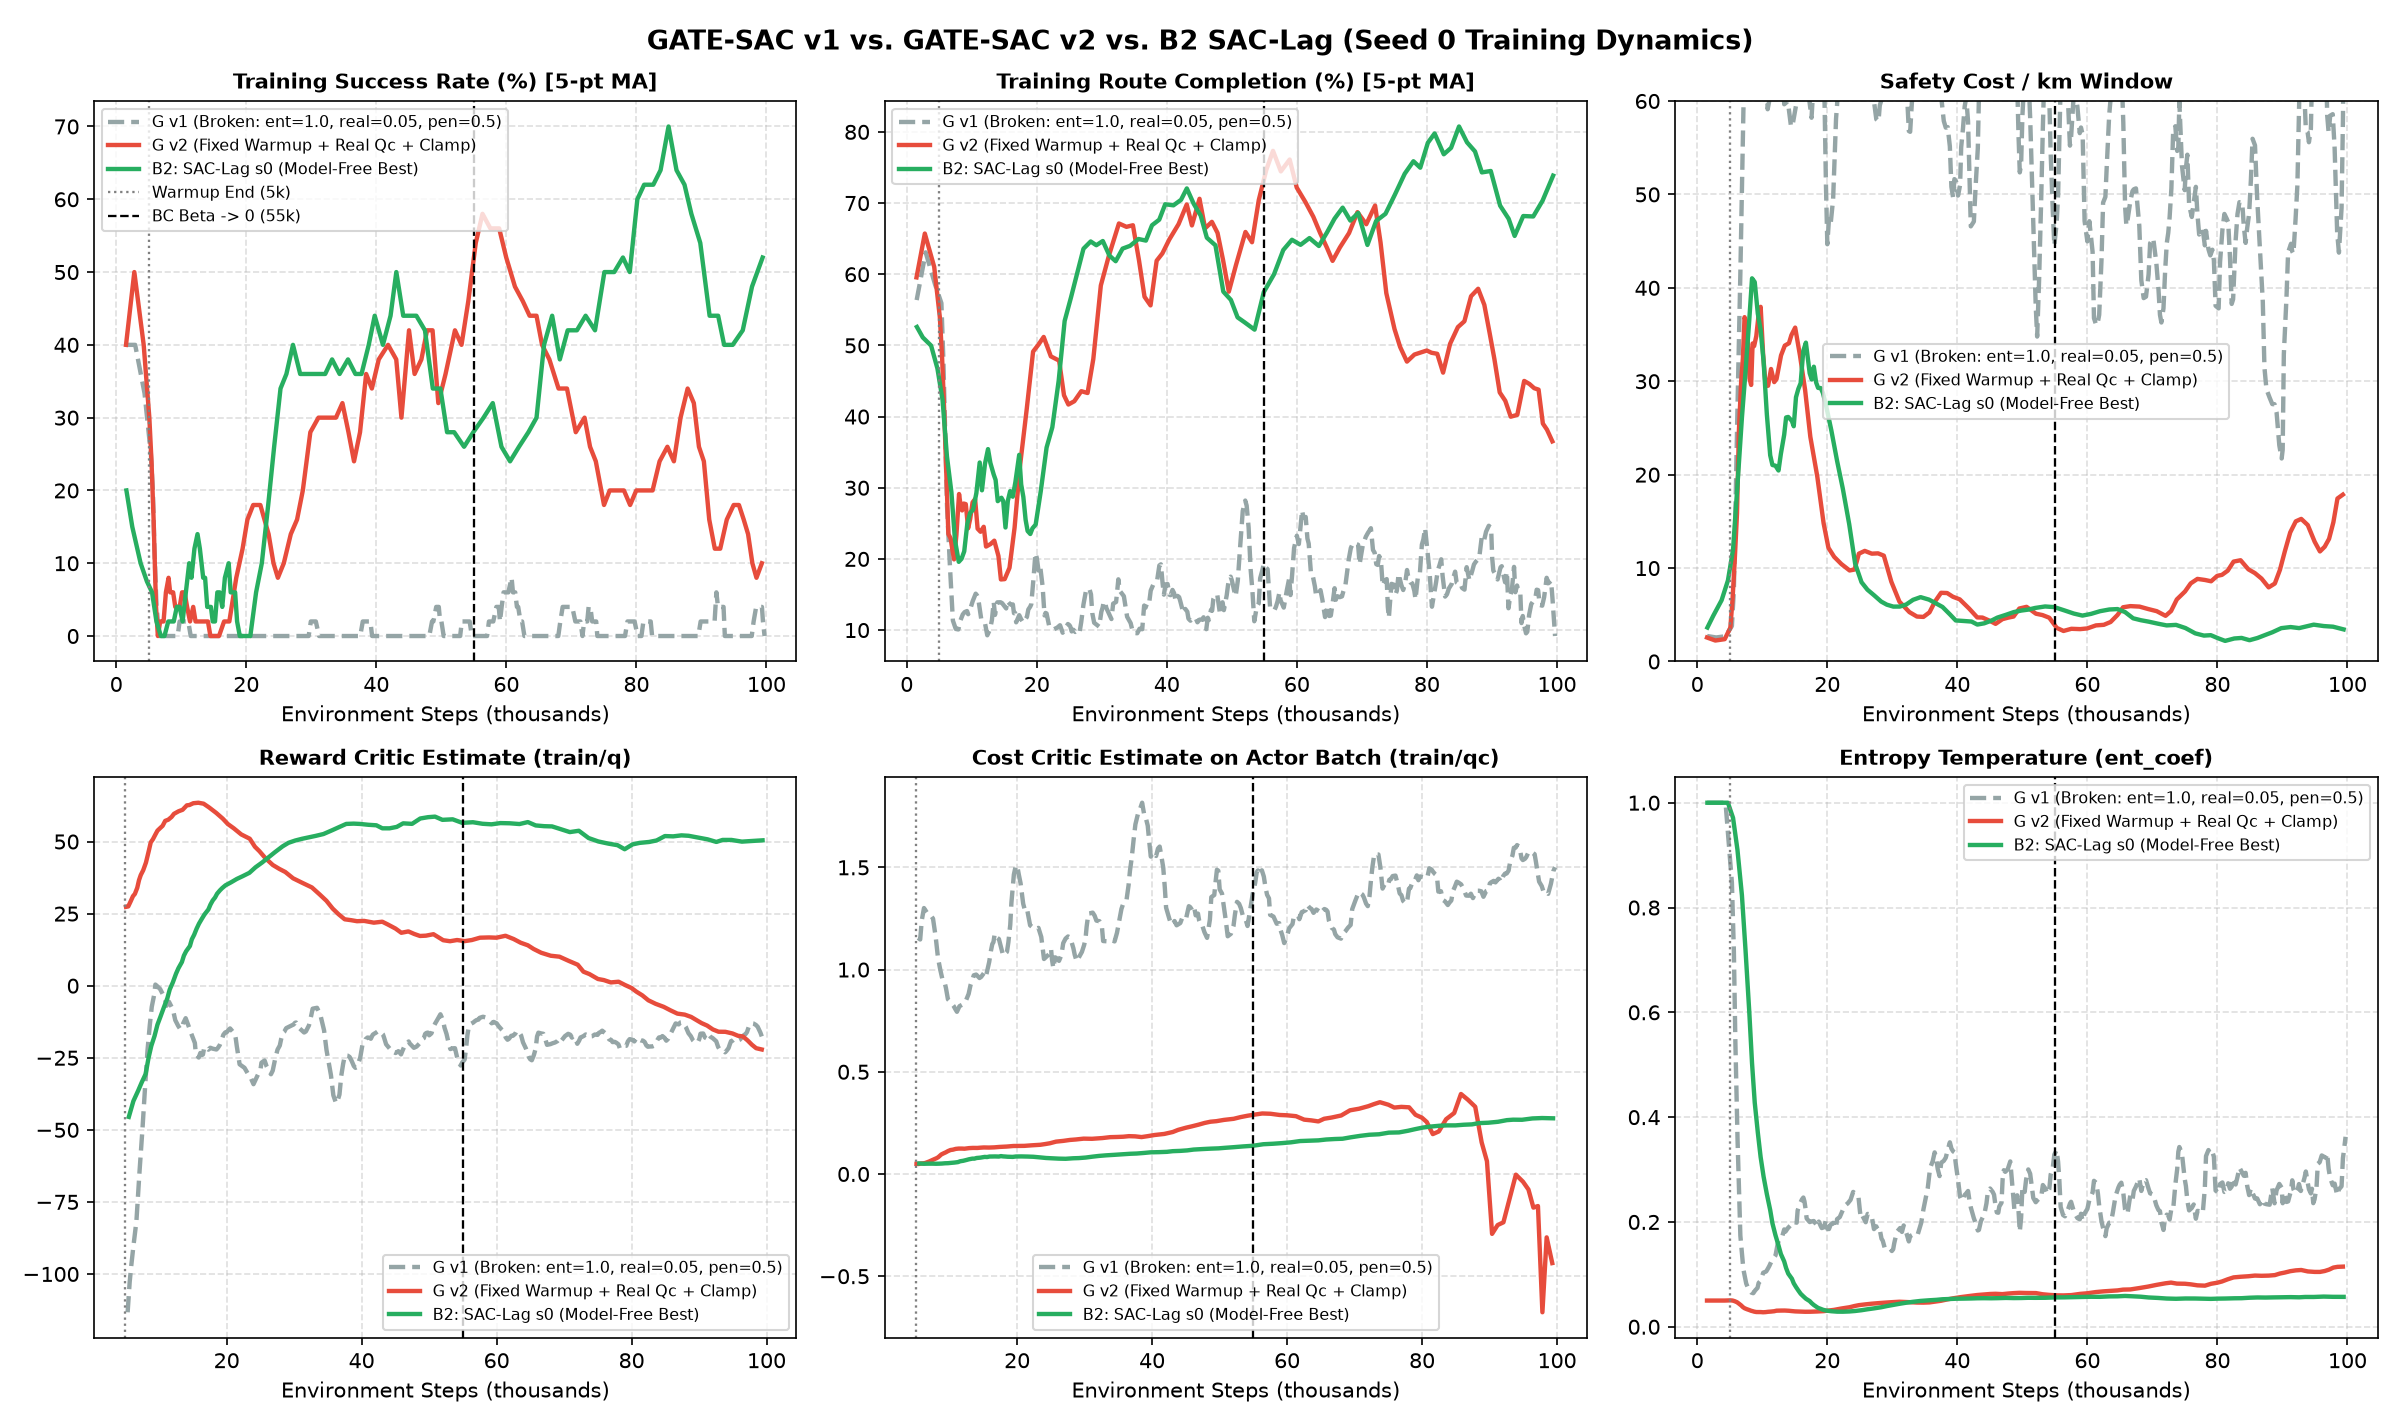 GATE-SAC v1 vs. GATE-SAC v2 vs. B2 SAC-Lag (Seed 0 Training Dynamics)
Training Success Rate (%) [5-pt MA]
70
60
50
40
30
20
10
0
G v1 (Broken: ent=1.0, real=0.05, pen=0.5)
G v2 (Fixed Warmup + Real Qc + Clamp)
B2: SAC-Lag s0 (Model-Free Best)
Warmup End (5k)
BC Beta -> 0 (55k)
0 20 40 60 80 100
Environment Steps (thousands)
Training Route Completion (%) [5-pt MA]
80
70
60
50
40
30
20
10
G v1 (Broken: ent=1.0, real=0.05, pen=0.5)
G v2 (Fixed Warmup + Real Qc + Clamp)
B2: SAC-Lag s0 (Model-Free Best)
0 20 40 60 80 100
Environment Steps (thousands)
Safety Cost / km Window
60
50
40
30
20
10
0
G v1 (Broken: ent=1.0, real=0.05, pen=0.5)
G v2 (Fixed Warmup + Real Qc + Clamp)
B2: SAC-Lag s0 (Model-Free Best)
0 20 40 60 80 100
Environment Steps (thousands)
Reward Critic Estimate (train/q)
50
25
0
−25
−50
−75
−100
G v1 (Broken: ent=1.0, real=0.05, pen=0.5)
G v2 (Fixed Warmup + Real Qc + Clamp)
B2: SAC-Lag s0 (Model-Free Best)
20 40 60 80 100
Environment Steps (thousands)
Cost Critic Estimate on Actor Batch (train/qc)
1.5
1.0
0.5
0.0
−0.5
G v1 (Broken: ent=1.0, real=0.05, pen=0.5)
G v2 (Fixed Warmup + Real Qc + Clamp)
B2: SAC-Lag s0 (Model-Free Best)
20 40 60 80 100
Environment Steps (thousands)
Entropy Temperature (ent_coef)
1.0
0.8
0.6
0.4
0.2
0.0
G v1 (Broken: ent=1.0, real=0.05, pen=0.5)
G v2 (Fixed Warmup + Real Qc + Clamp)
B2: SAC-Lag s0 (Model-Free Best)
0 20 40 60 80 100
Environment Steps (thousands)